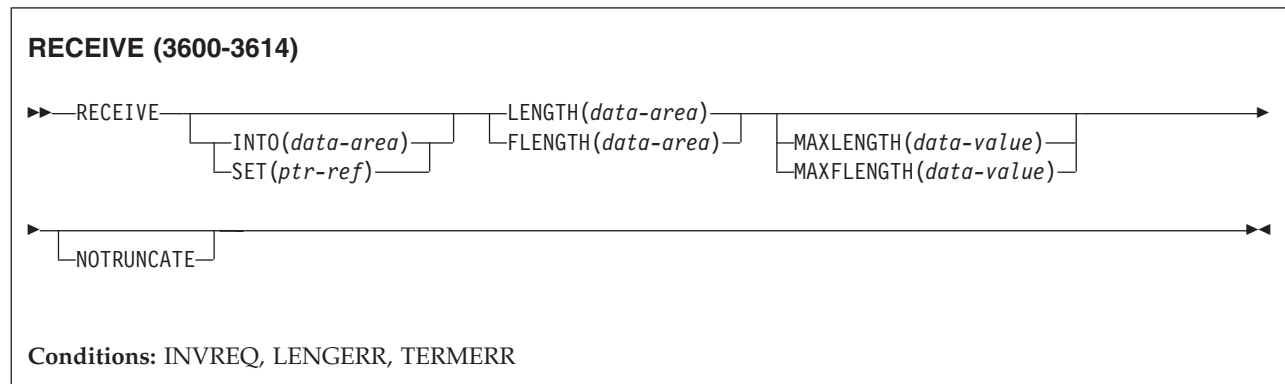 RECEIVE (3600-3614)
RECEIVE LENGTH(data-area)
INTO(data-area) FLENGTH(data-area) MAXLENGTH(data-value)
SET(ptr-ref) MAXFLENGTH(data-value)
NOTRUNCATE
Conditions: INVREQ, LENGERR, TERMERR